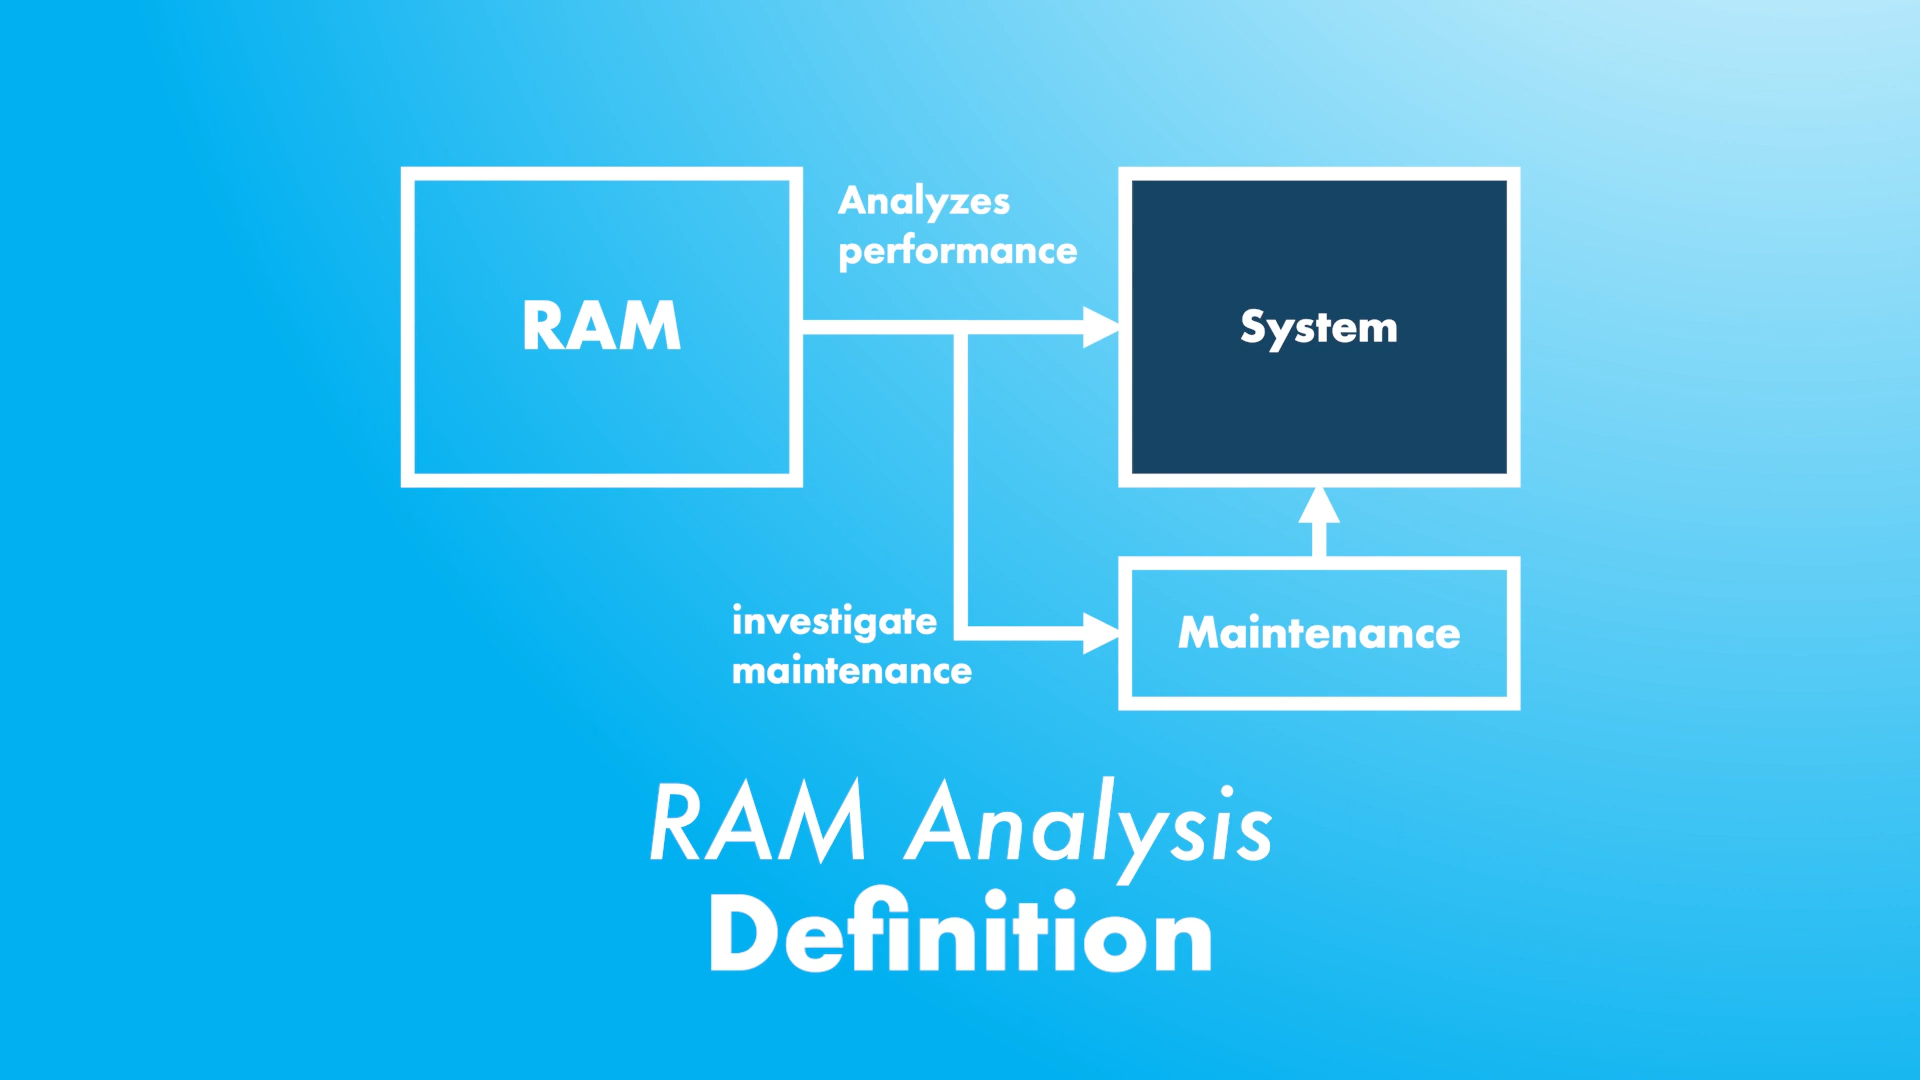 RAM
Analyzes
performance
System
investigate
maintenance
Maintenance
RAM Analysis
Definition